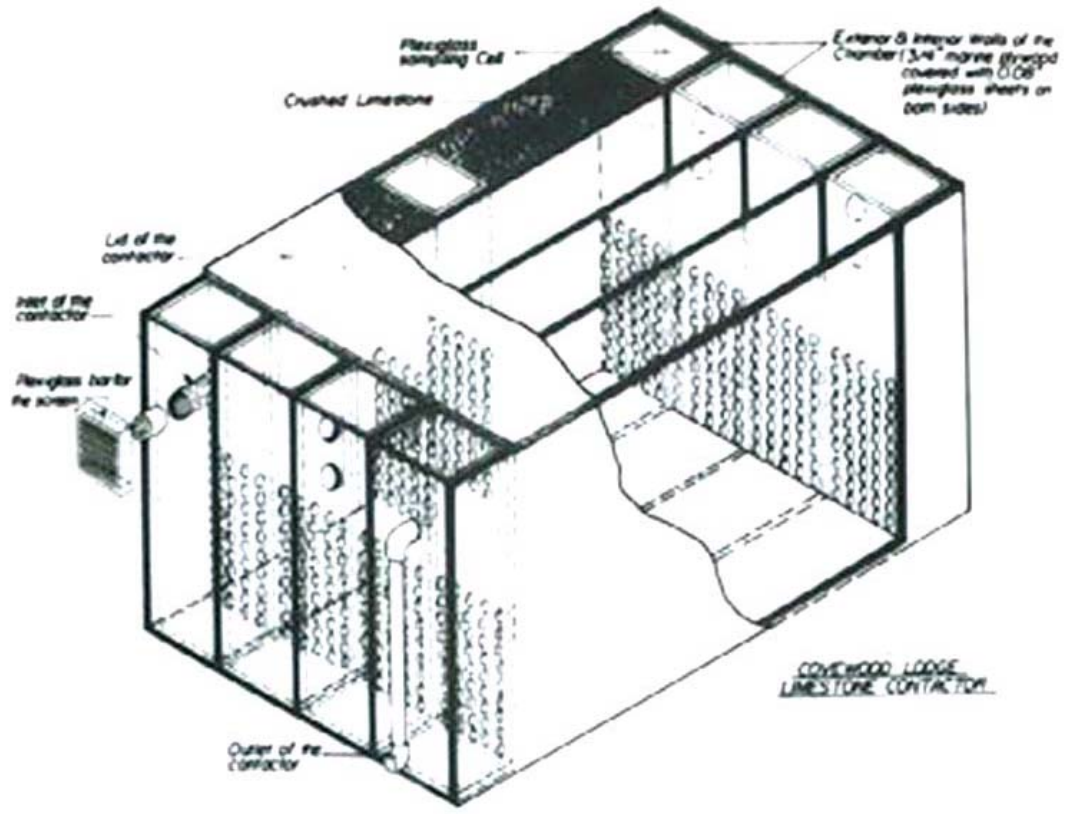 Plexiglass
sampling Cell
Exterior & Interior Walls of the
Chamber (3/4" marine plywood
covered with 0.08"
plexiglass sheets on
both sides)
Crushed Limestone
Lid of the
contactor
Inlet of the
contactor
Plexiglass box for
the screen
COVEWOOD LODGE
LIMESTONE CONTACTOR
Outlet of the
contactor